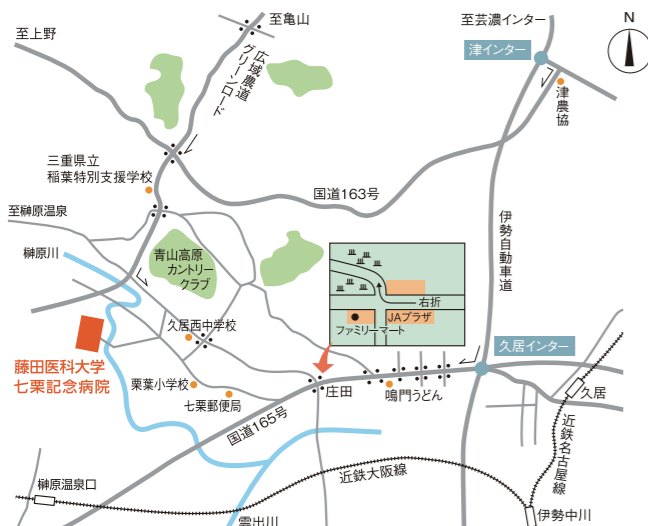 至亀山
至芸濃インター
N
至上野
津インター
広域農道
グリーンロード
津農協
三重県立
稲葉特別支援学校
国道163号
至榊原温泉
伊勢自動車道
榊原川
青山高原
カントリー
クラブ
右折
JAプラザ
ファミリーマート
久居西中学校
久居インター
藤田医科大学
七栗記念病院
栗葉小学校
庄田
鳴門うどん
久居
七栗郵便局
国道165号
近鉄名古屋線
近鉄大阪線
榊原温泉口
伊勢中川
雲出川